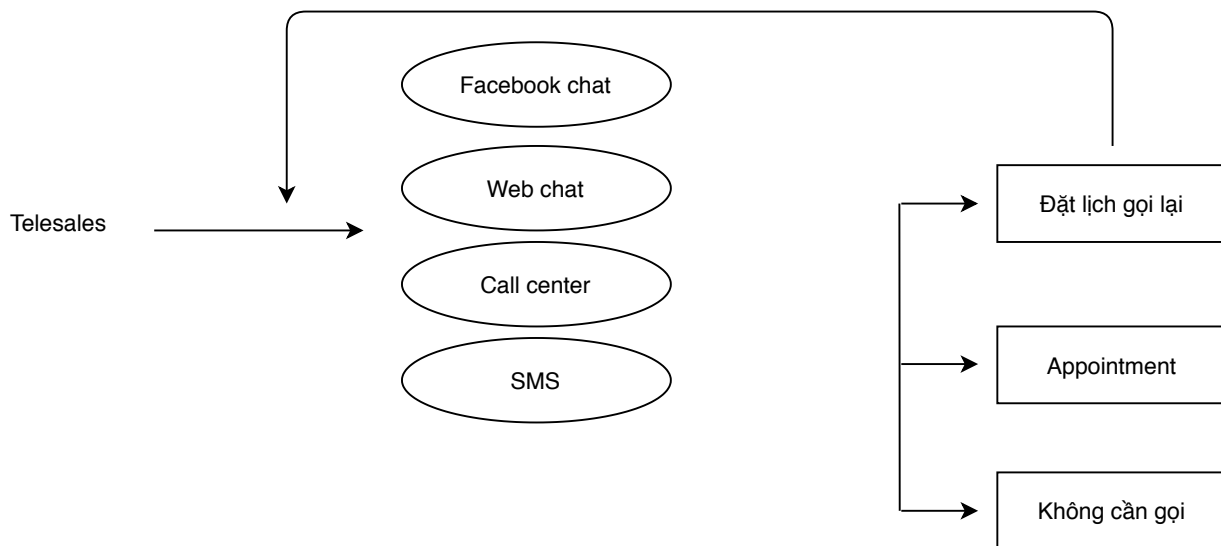 Facebook chat
Web chat
Telesales
Call center
SMS
Đặt lịch gọi lại
Appointment
Không cần gọi